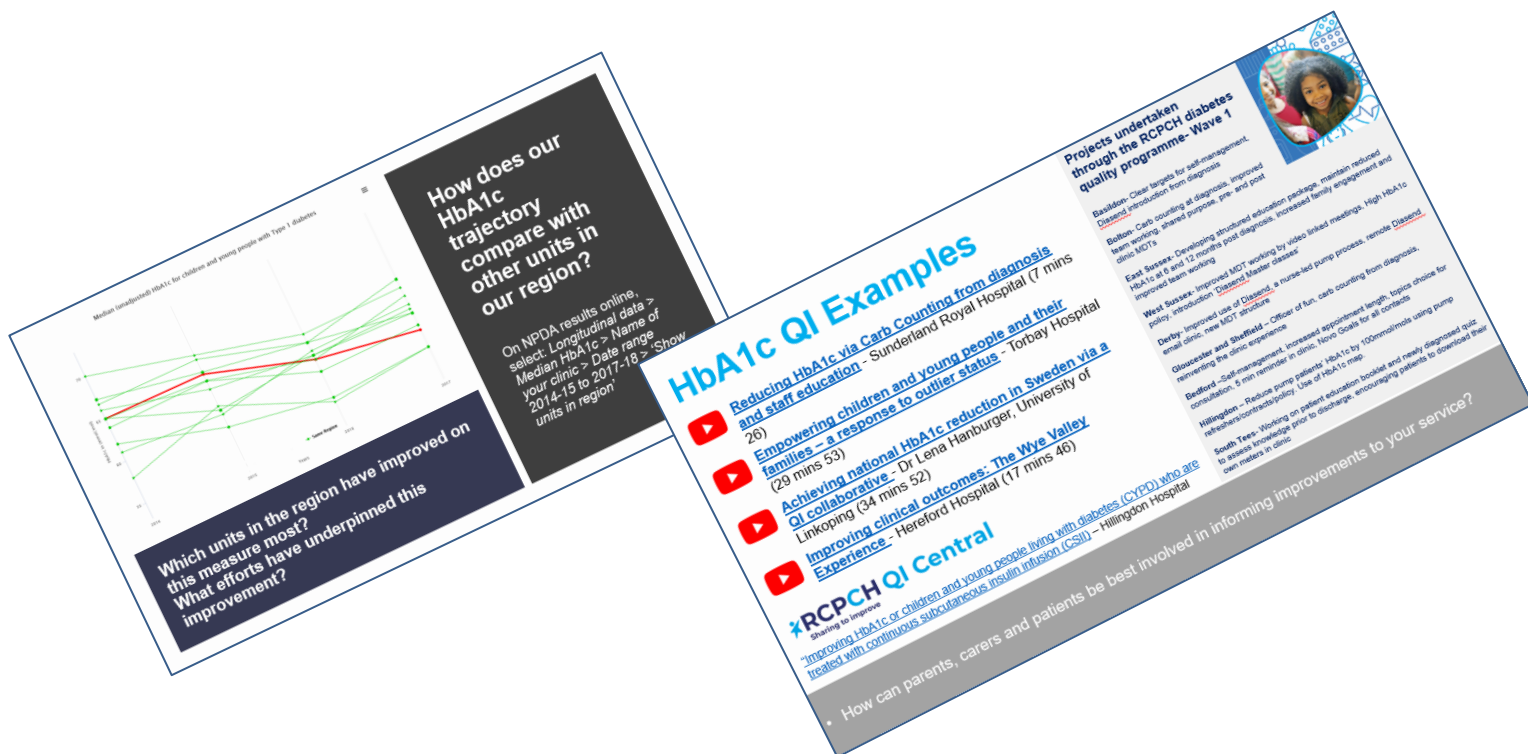 Median (unadjusted) HbA1c for children and young people with Type 1 diabetes
Same Region
2014
2015
Years
2016
2017
How does our
HbA1c
trajectory
compare with
other units in
our region?
On NPDA results online,
select: Longitudinal data >
Median HbA1c > Name of
your clinic > Date range
2014-15 to 2017-18 > 'Show
units in region'
Which units in the region have improved on
this measure most?
What efforts have underpinned this
improvement?
HbA1c QI Examples
Reducing HbA1c via Carb Counting from diagnosis
and staff education - Sunderland Royal Hospital (7 mins
26)
Empowering children and young people and their
families – a response to outlier status - Torbay Hospital
(29 mins 53)
Achieving national HbA1c reduction in Sweden via a
QI collaborative - Dr Lena Hanburger, University of
Linkoping (34 mins 52)
Improving clinical outcomes: The Wye Valley
Experience - Hereford Hospital (17 mins 46)
RCPCH QI Central
Sharing to improve
"Improving HbA1c or children and young people living with diabetes (CYPD) who are
treated with continuous subcutaneous insulin infusion (CSII) – Hillingdon Hospital
Projects undertaken
through the RCPCH diabetes
quality programme- Wave 1
Basildon- Clear targets for self-management,
Diasend introduction from diagnosis
Bolton- Carb counting at diagnosis, improved
team working, shared purpose, pre- and post
clinic MDTs
East Sussex- Developing structured education package, maintain reduced
HbA1c at 6 and 12 months post diagnosis, increased family engagement and
improved team working
West Sussex- Improved MDT working by video linked meetings. High HbA1c
policy, introduction 'Diasend Master classes'
Derby- Improved use of Diasend, a nurse-led pump process, remote Diasend
email clinic, new MDT structure
Gloucester and Sheffield – Officer of fun, carb counting from diagnosis,
reinventing the clinic experience
Bedford –Self-management, increased appointment length, topics choice for
consultation, 5 min reminder in clinic. Novo Goals for all contacts
Hillingdon – Reduce pump patients' HbA1c by 100mmol/mols using pump
refreshers/contracts/policy. Use of HbA1c map.
South Tees- Working on patient education booklet and newly diagnosed quiz
to assess knowledge prior to discharge, encouraging patients to download their
own meters in clinic
• How can parents, carers and patients be best involved in informing improvements to your service?